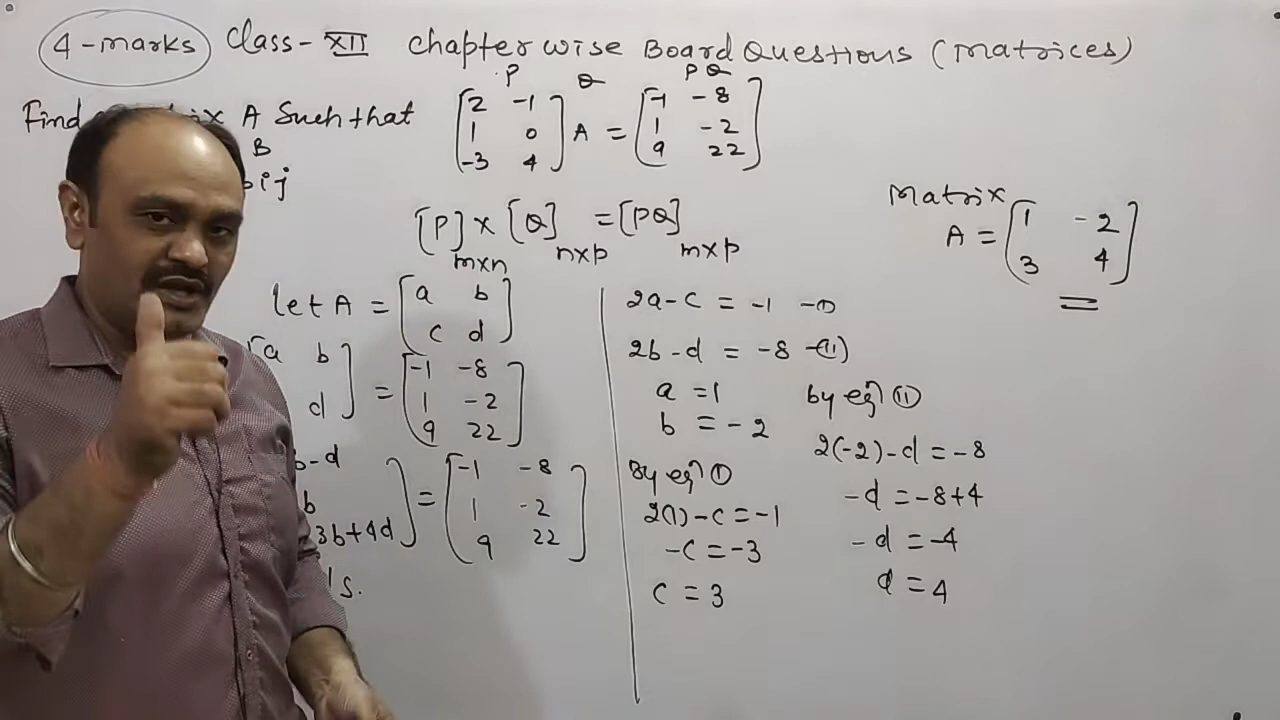 4-marks Class-XII Chapter wise Board Questions (Matrices)
P Q PQ
Find A Such that [2 -1 1 0 -3 4] A = [-1 -8 1 -2 9 22]
B
ij
[P] m×n × [Q] n×p = [PQ] m×p
Matrix
A = [1 -2 3 4]
let A = [a b c d]
[a b d] = [-1 -8 1 -2 9 22]
b-d
b
3b+4d] = [-1 -8 1 -2 9 22]
ls.
2a-c = -1 -(I)
2b-d = -8 -(II)
a = 1
b = -2
By eqn (I)
2(1)-c = -1
-c = -3
c = 3
by eqn (II)
2(-2)-d = -8
-d = -8+4
-d = -4
d = 4